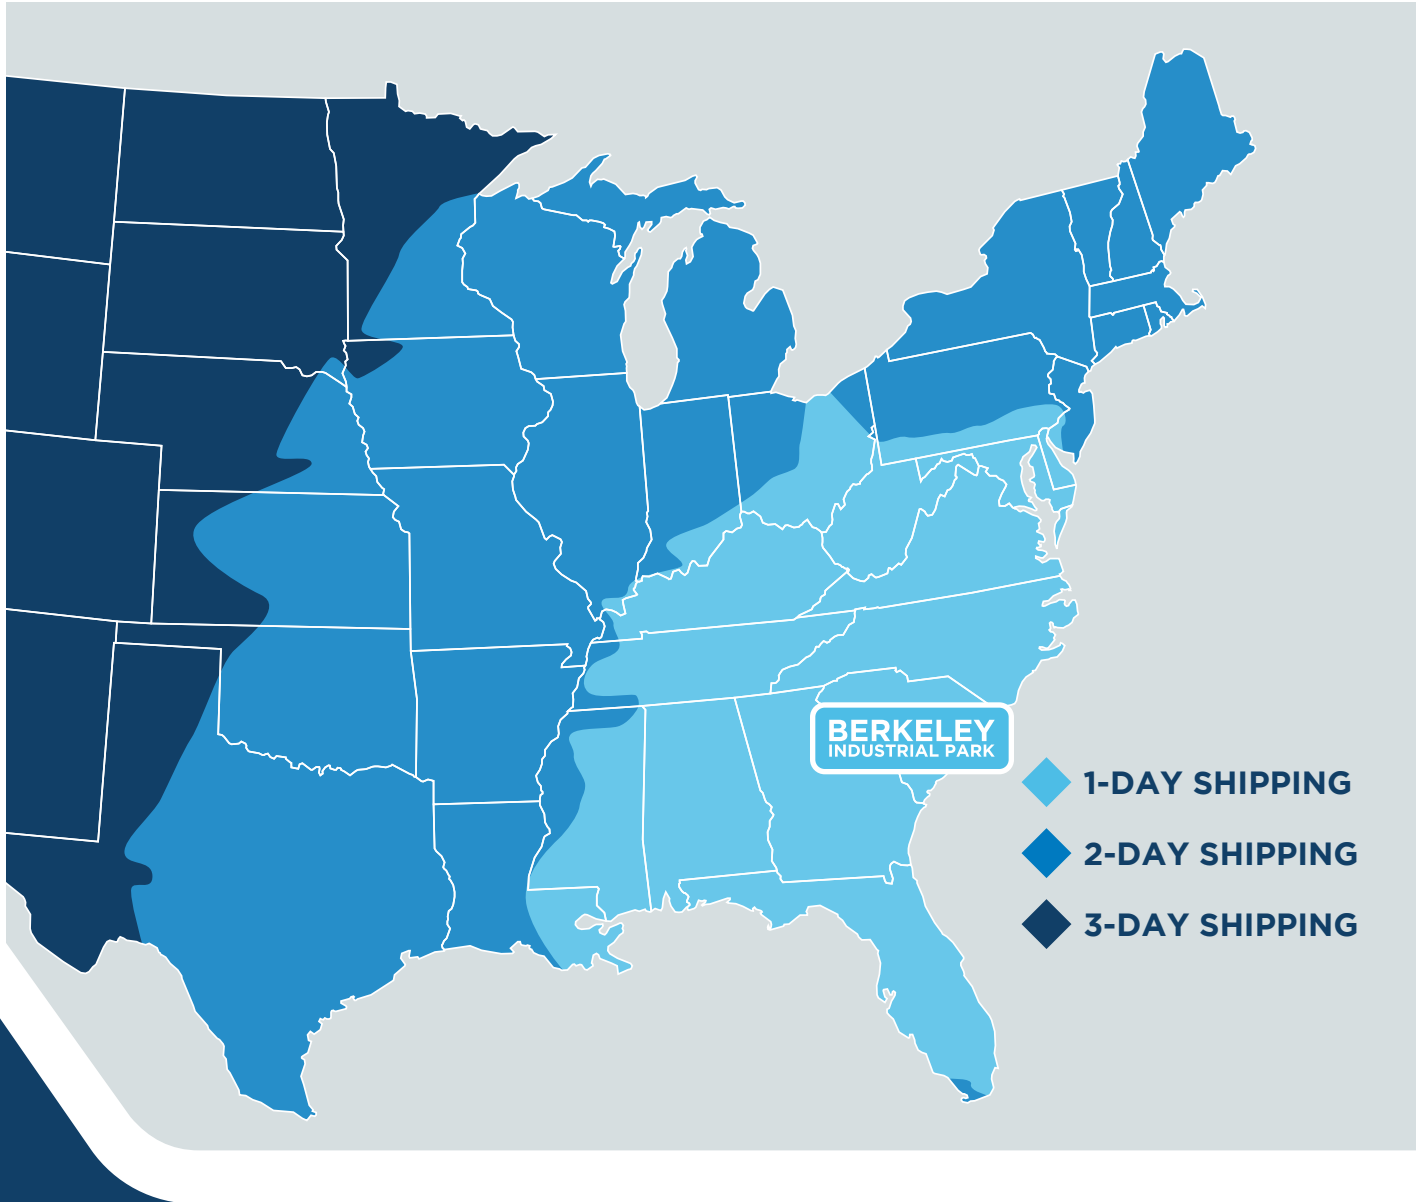 BERKELEY
INDUSTRIAL PARK
1-DAY SHIPPING
2-DAY SHIPPING
3-DAY SHIPPING